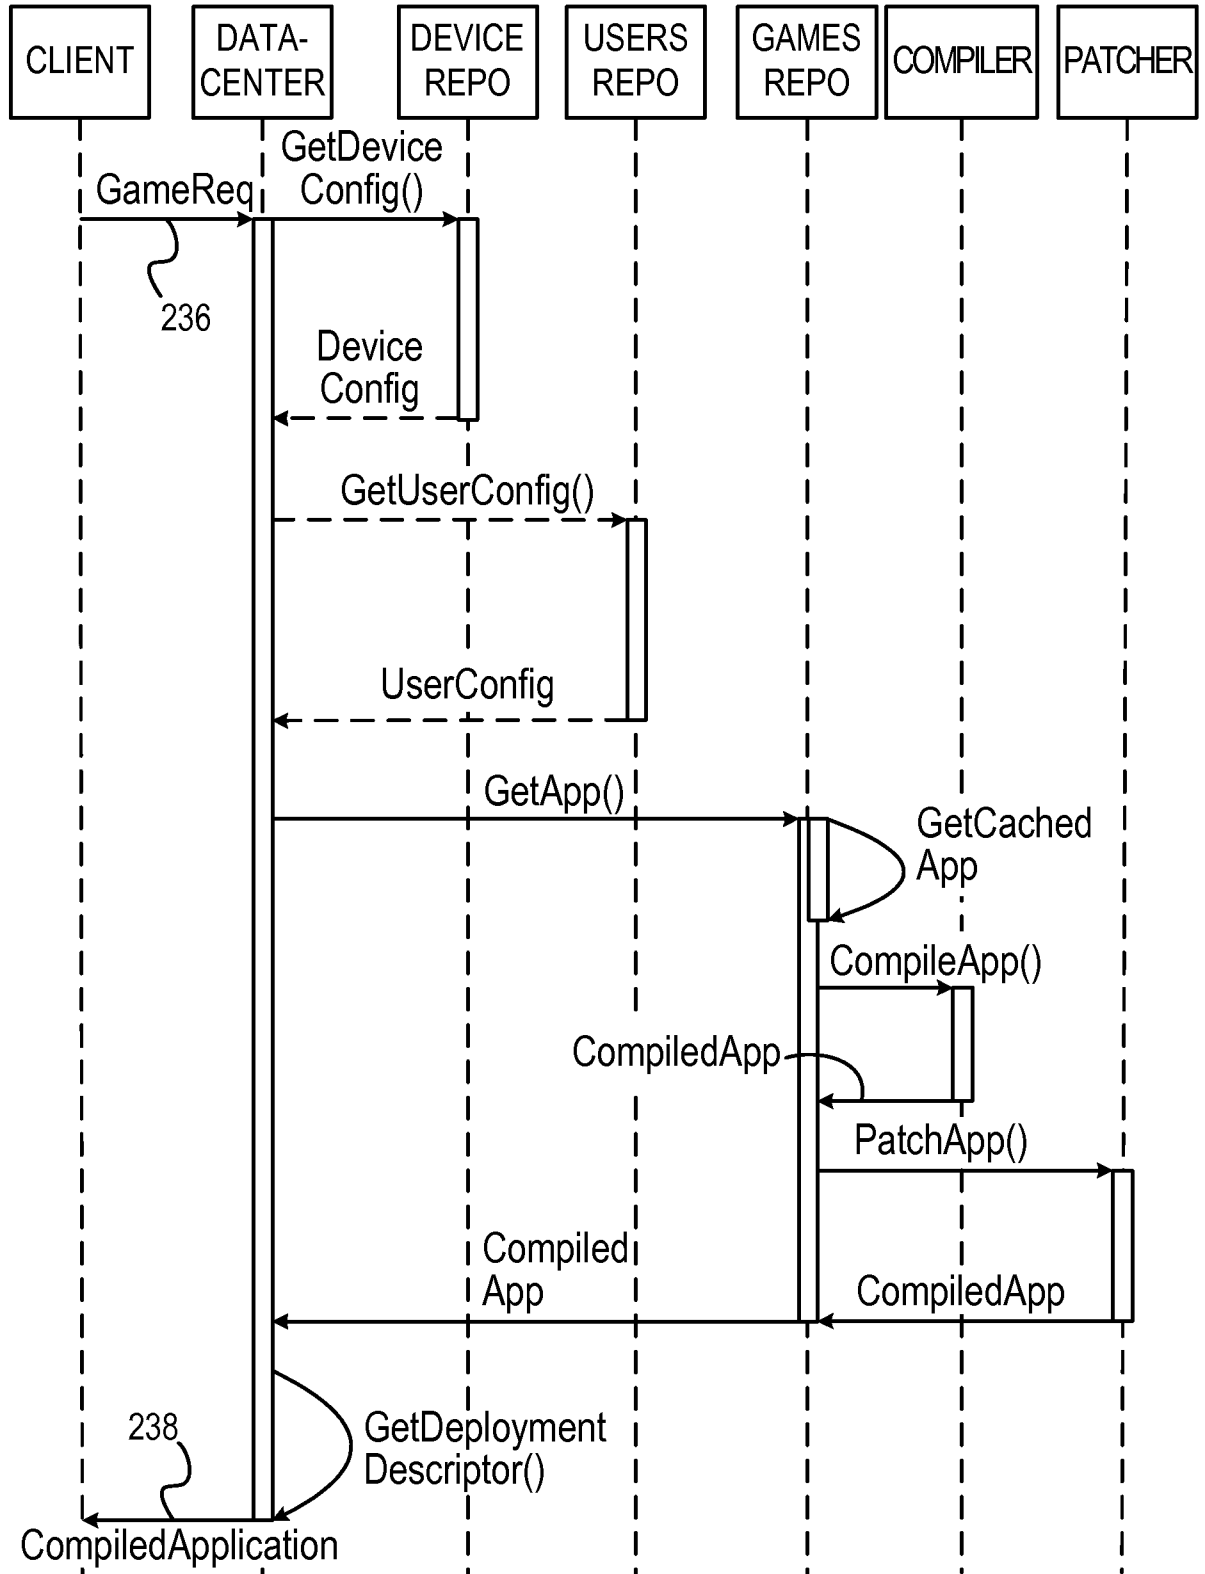 CLIENT
DATA-
CENTER
DEVICE
REPO
USERS
REPO
GAMES
REPO
COMPILER
PATCHER
GetDevice
Config()
GameReq
236
Device
Config
GetUserConfig()
UserConfig
GetApp()
GetCached
App
CompileApp()
CompiledApp
PatchApp()
Compiled
App
CompiledApp
238
GetDeployment
Descriptor()
CompiledApplication